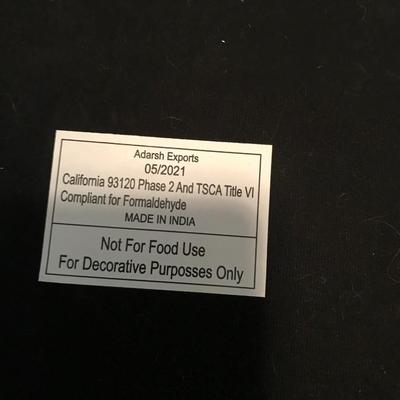 Adarsh Exports
05/2021
California 93120 Phase 2 And TSCA Title VI
Compliant for Formaldehyde
MADE IN INDIA
Not For Food Use
For Decorative Purposses Only